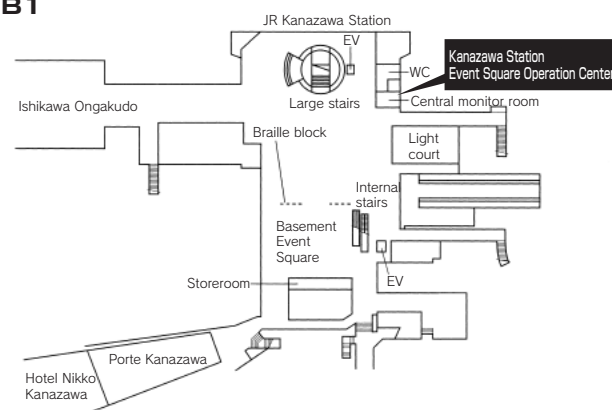 B1
JR Kanazawa Station
EV
Kanazawa Station
Event Square Operation Center
WC
Ishikawa Ongakudo
Large stairs
Central monitor room
Braille block
Light
court
Internal
stairs
Basement
Event
Square
Storeroom
EV
Porte Kanazawa
Hotel Nikko
Kanazawa